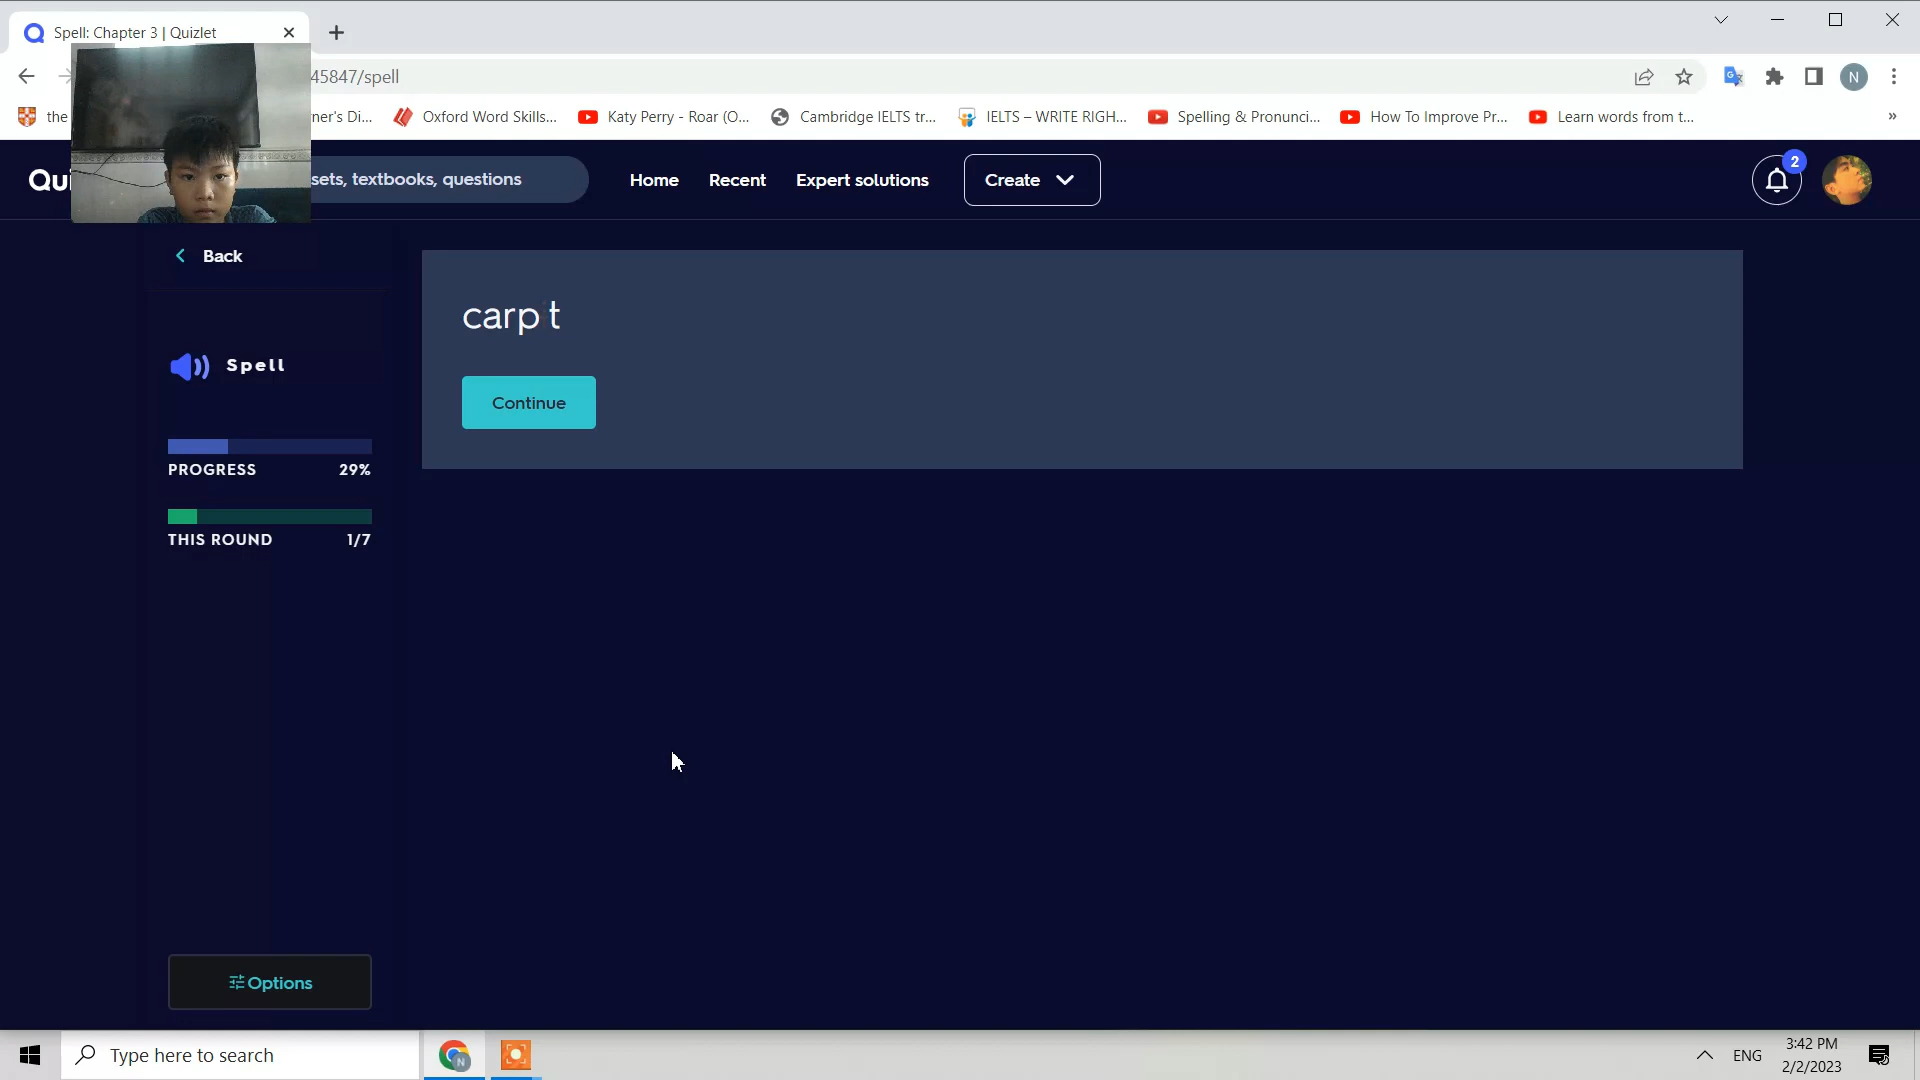 Spell: Chapter 3 | Quizlet
45847/spell
the
ner's Di...
Oxford Word Skills...
Katy Perry - Roar (O...
Cambridge IELTS tr...
IELTS – WRITE RIGH...
Spelling & Pronunci...
How To Improve Pr...
Learn words from t...
»
N
Qui
sets, textbooks, questions
Home
Recent
Expert solutions
Create
2
Back
carp t
Spell
Continue
PROGRESS 29%
THIS ROUND 1/7
Options
Type here to search
N
ENG
3:42 PM
2/2/2023